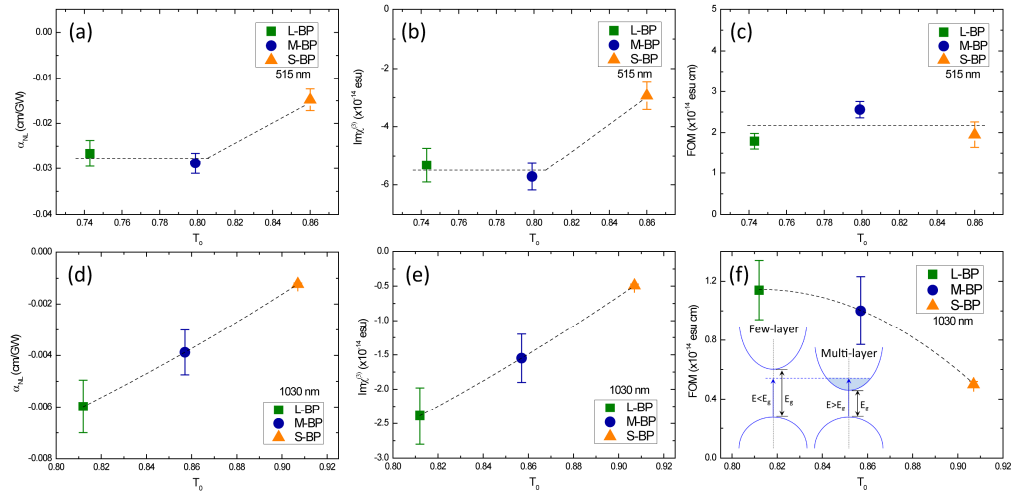 (a)
L-BP
M-BP
S-BP
515 nm
0.00
-0.01
-0.02
-0.03
-0.04
0.74 0.76 0.78 0.80 0.82 0.84 0.86
α_NL (cm/GW)
T_o
(b)
L-BP
M-BP
S-BP
515 nm
0
-2
-4
-6
0.74 0.76 0.78 0.80 0.82 0.84 0.86
Imχ^(3) (x10^-14 esu)
T_o
(c)
L-BP
M-BP
S-BP
515 nm
5
4
3
2
1
0
0.74 0.76 0.78 0.80 0.82 0.84 0.86
FOM (x10^-14 esu cm)
T_o
(d)
1030 nm
L-BP
M-BP
S-BP
0.000
-0.002
-0.004
-0.006
-0.008
0.80 0.82 0.84 0.86 0.88 0.90 0.92
α_NL (cm/GW)
T_o
(e)
1030 nm
L-BP
M-BP
S-BP
0.0
-0.5
-1.0
-1.5
-2.0
-2.5
-3.0
0.80 0.82 0.84 0.86 0.88 0.90 0.92
Imχ^(3) (x10^-14 esu)
T_o
(f)
L-BP
M-BP
S-BP
1030 nm
Few-layer
Multi-layer
E<E_g
E_g
E>E_g
E_g
1.2
0.8
0.4
0.0
0.80 0.82 0.84 0.86 0.88 0.90 0.92
FOM (x10^-14 esu cm)
T_o